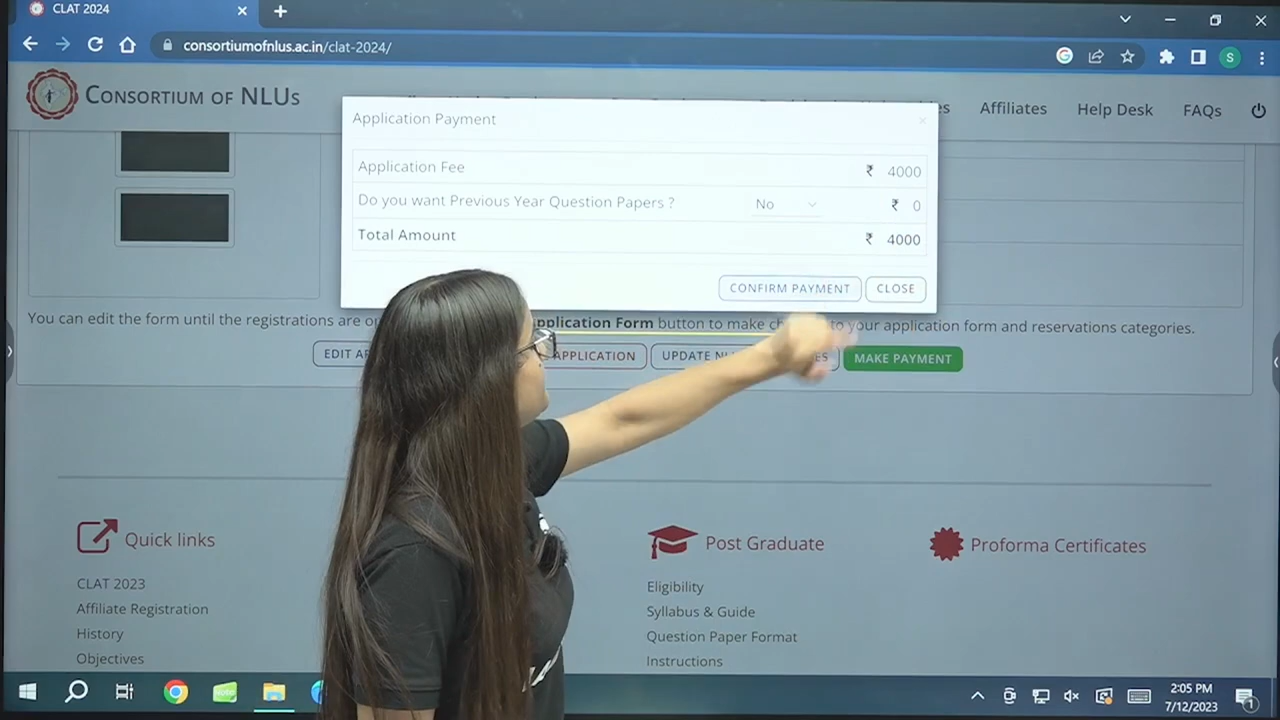 CLAT 2024
consortiumofnlus.ac.in/clat-2024/
S
CONSORTIUM OF NLUS
Affiliates
Help Desk
FAQs
Application Payment
Application Fee
₹ 4000
Do you want Previous Year Question Papers ?
No
₹ 0
Total Amount
₹ 4000
CONFIRM PAYMENT
CLOSE
You can edit the form until the registrations are Application Form button to make your application form and reservations categories.
EDIT
APPLICATION
UPDATE
MAKE PAYMENT
Quick links
CLAT 2023
Affiliate Registration
History
Objectives
Post Graduate
Eligibility
Syllabus & Guide
Question Paper Format
Instructions
Proforma Certificates
2:05 PM
7/12/2023
1